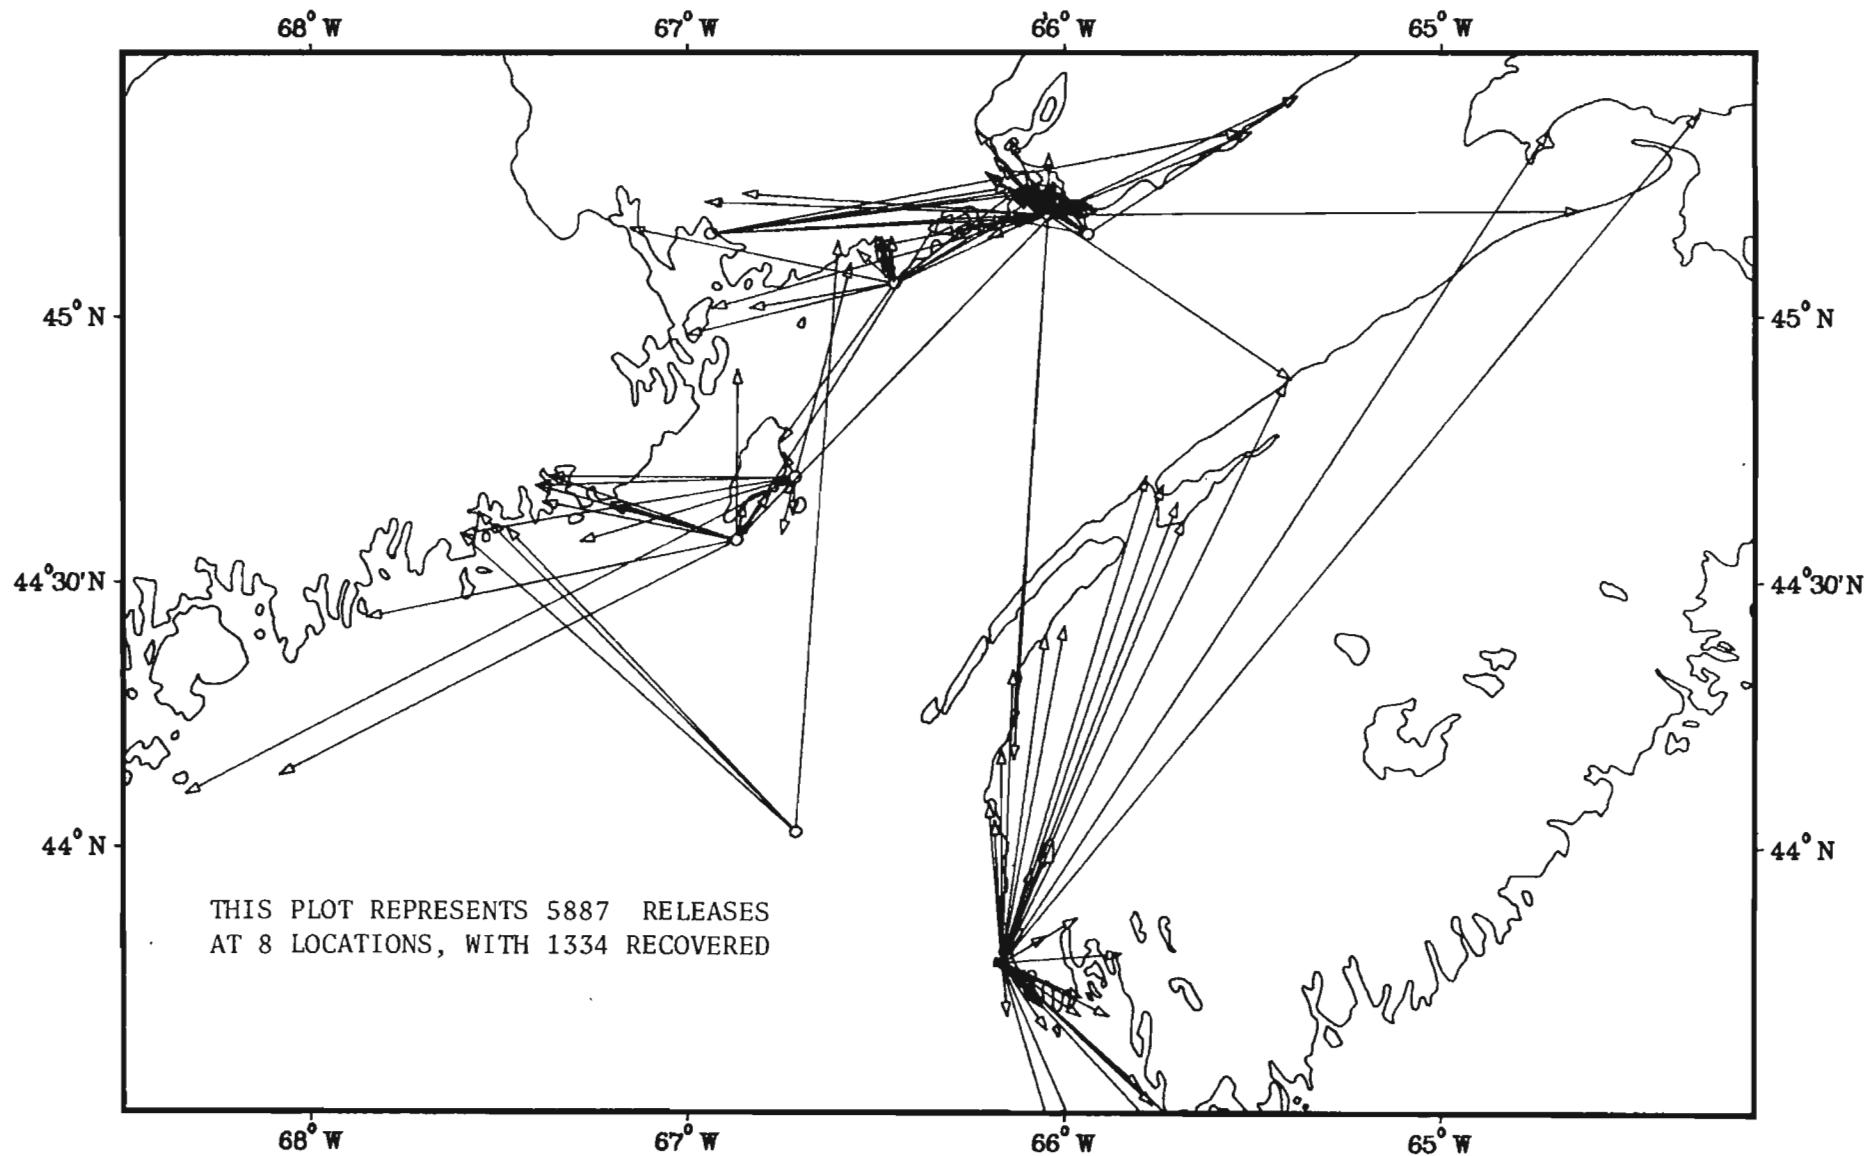 68° W 67° W 66° W 65° W
45° N 45° N
44° 30' N 44° 30' N
44° N 44° N
THIS PLOT REPRESENTS 5887 RELEASES
AT 8 LOCATIONS, WITH 1334 RECOVERED
68° W 67° W 66° W 65° W